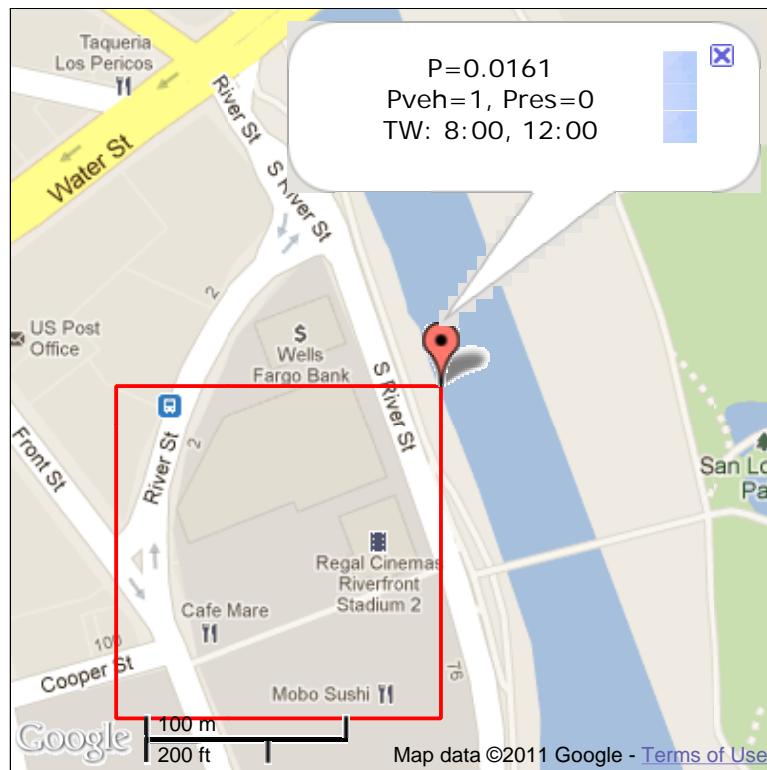 Taqueria
Los Pericos
P=0.0161
Pveh=1, Pres=0
TW: 8:00, 12:00
River St
Water St
S River St
2
US Post
Office
$
Wells
Fargo Bank
S River St
Front St
River St
2
San Lo
Pa
Regal Cinemas
Riverfront
Stadium 2
Cafe Mare
100
Cooper St
76
Mobo Sushi
100 m
Google
200 ft
Map data ©2011 Google - Terms of Use